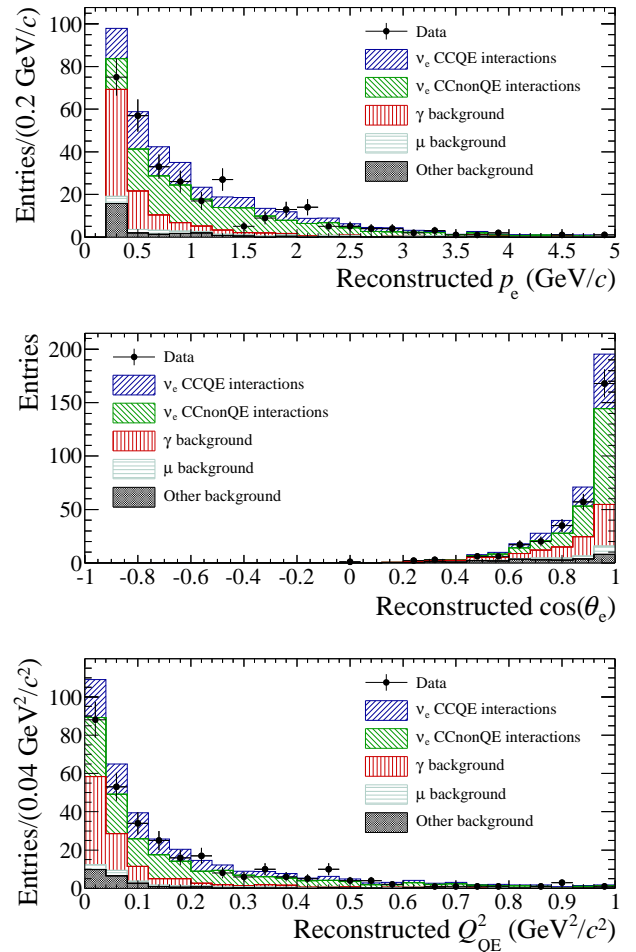 Entries/(0.2 GeV/c)
100
80
60
40
20
0
Data
νe CCQE interactions
νe CCnonQE interactions
γ background
μ background
Other background
0 0.5 1 1.5 2 2.5 3 3.5 4 4.5 5
Reconstructed pe (GeV/c)
Entries
200
150
100
50
0
Data
νe CCQE interactions
νe CCnonQE interactions
γ background
μ background
Other background
-1 -0.8 -0.6 -0.4 -0.2 0 0.2 0.4 0.6 0.8 1
Reconstructed cos(θe)
Entries/(0.04 GeV²/c²)
100
80
60
40
20
0
Data
νe CCQE interactions
νe CCnonQE interactions
γ background
μ background
Other background
0 0.1 0.2 0.3 0.4 0.5 0.6 0.7 0.8 0.9 1
Reconstructed Q²QE (GeV²/c²)